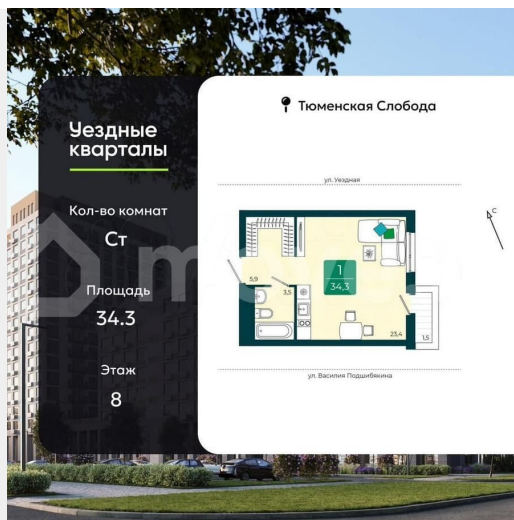 Уездные
кварталы
Кол-во комнат
Ст
Площадь
34.3
Этаж
8
Тюменская Слобода
ул. Уездная
С
5,9
3,5
1
34,3
23,4
1,5
ул. Василия Подшибякина